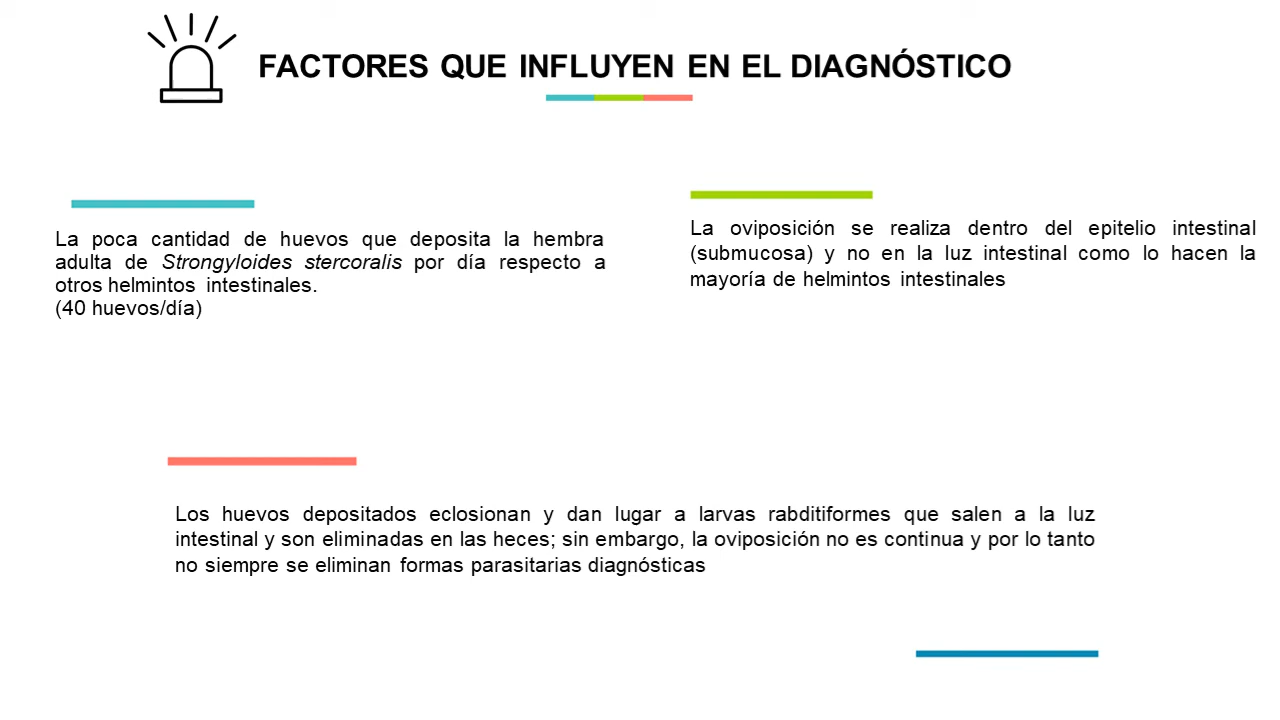 FACTORES QUE INFLUYEN EN EL DIAGNÓSTICO
La poca cantidad de huevos que deposita la hembra
adulta de Strongyloides stercoralis por día respecto a
otros helmintos intestinales.
(40 huevos/día)
La oviposición se realiza dentro del epitelio intestinal
(submucosa) y no en la luz intestinal como lo hacen la
mayoría de helmintos intestinales
Los huevos depositados eclosionan y dan lugar a larvas rabditiformes que salen a la luz
intestinal y son eliminadas en las heces; sin embargo, la oviposición no es continua y por lo tanto
no siempre se eliminan formas parasitarias diagnósticas